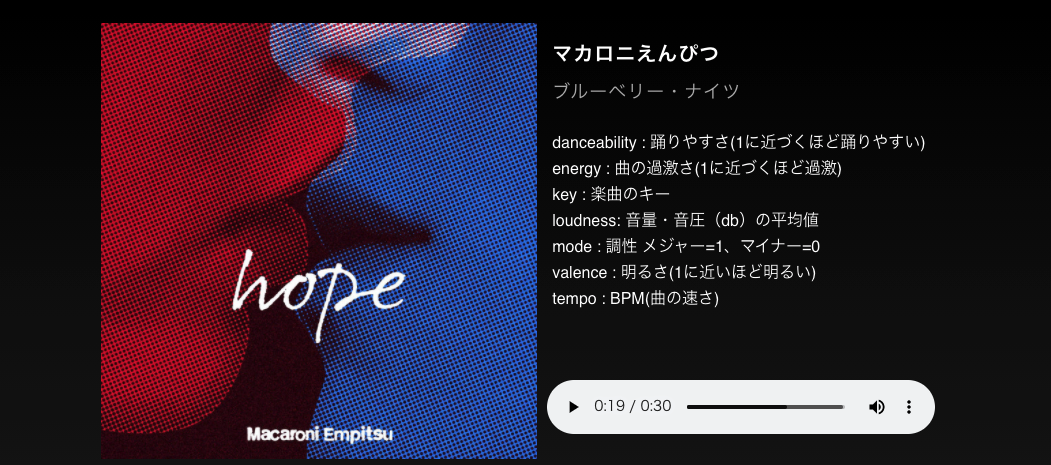 hope
Macaroni Empitsu
マカロニえんぴつ
ブルーベリー・ナイツ
danceability : 踊りやすさ(1に近づくほど踊りやすい)
energy : 曲の過激さ(1に近づくほど過激)
key : 楽曲のキー
loudness: 音量・音圧（db）の平均値
mode : 調性 メジャー=1、マイナー=0
valence : 明るさ(1に近いほど明るい)
tempo : BPM(曲の速さ)
0:19 / 0:30